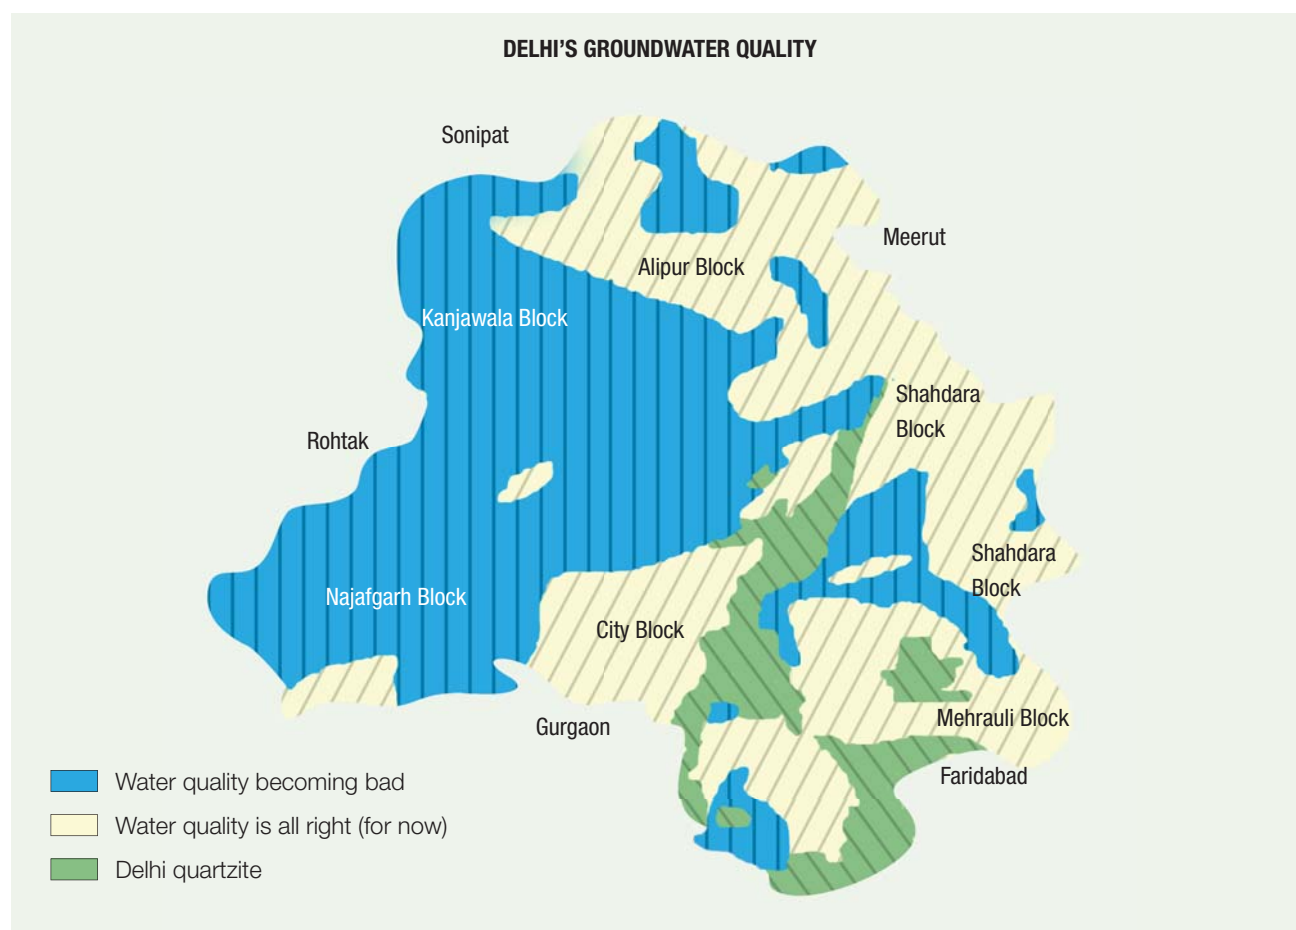 DELHI'S GROUNDWATER QUALITY
Sonipat
Meerut
Alipur Block
Kanjawala Block
Shahdara
Block
Rohtak
Shahdara
Block
Najafgarh Block
City Block
Mehrauli Block
Gurgaon
Faridabad
Water quality becoming bad
Water quality is all right (for now)
Delhi quartzite